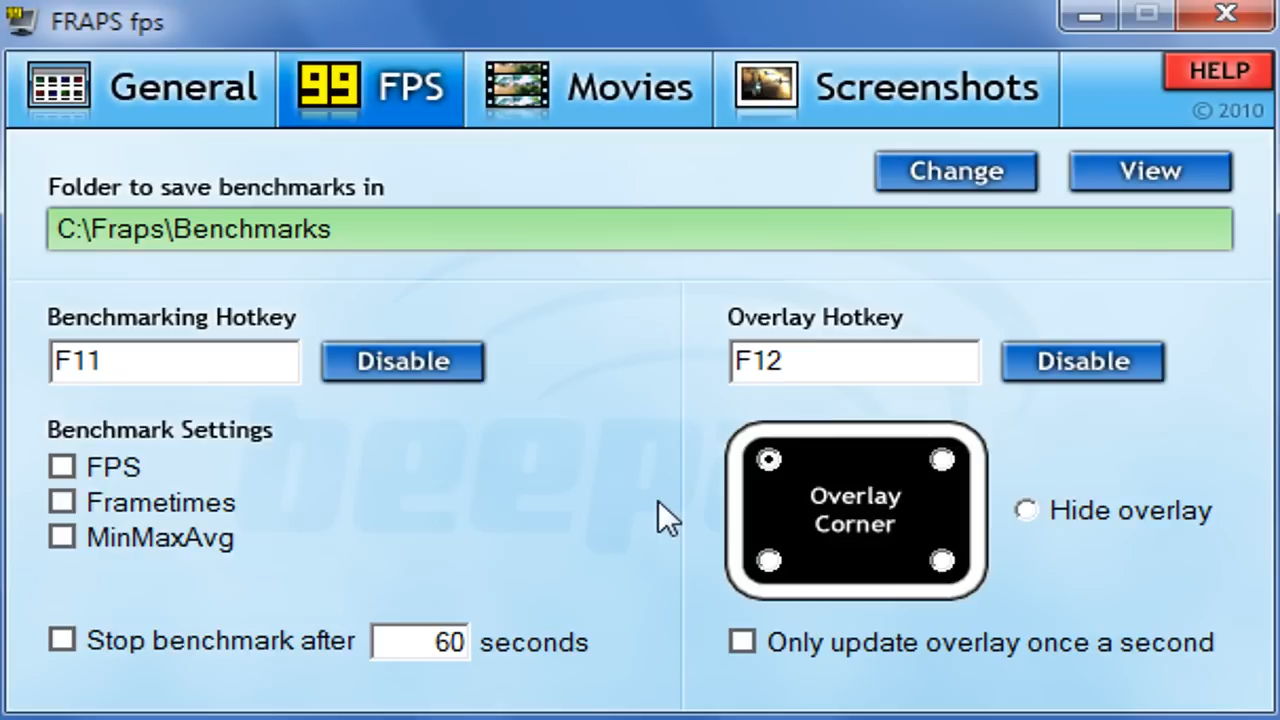 FRAPS fps
General
99 FPS
Movies
Screenshots
HELP
© 2010
Change
View
Folder to save benchmarks in
C:\Fraps\Benchmarks
Benchmarking Hotkey
F11
Disable
Benchmark Settings
FPS
Frametimes
MinMaxAvg
Stop benchmark after 60 seconds
Overlay Hotkey
F12
Disable
Overlay
Corner
Hide overlay
Only update overlay once a second